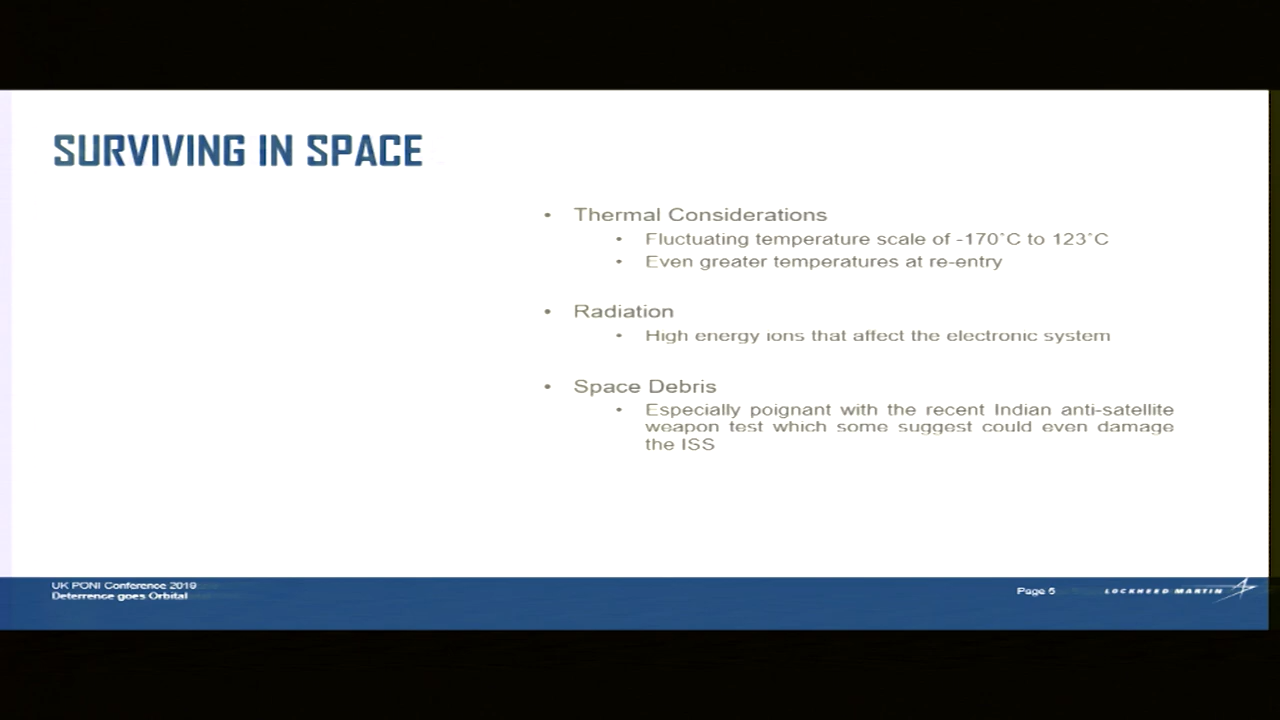 SURVIVING IN SPACE
• Thermal Considerations
• Fluctuating temperature scale of -170°C to 123°C
• Even greater temperatures at re-entry
• Radiation
• High energy ions that affect the electronic system
• Space Debris
• Especially poignant with the recent Indian anti-satellite
weapon test which some suggest could even damage
the ISS
UK PONI Conference 2019
Deterrence goes Orbital
Page 5
LOCKHEED MARTIN